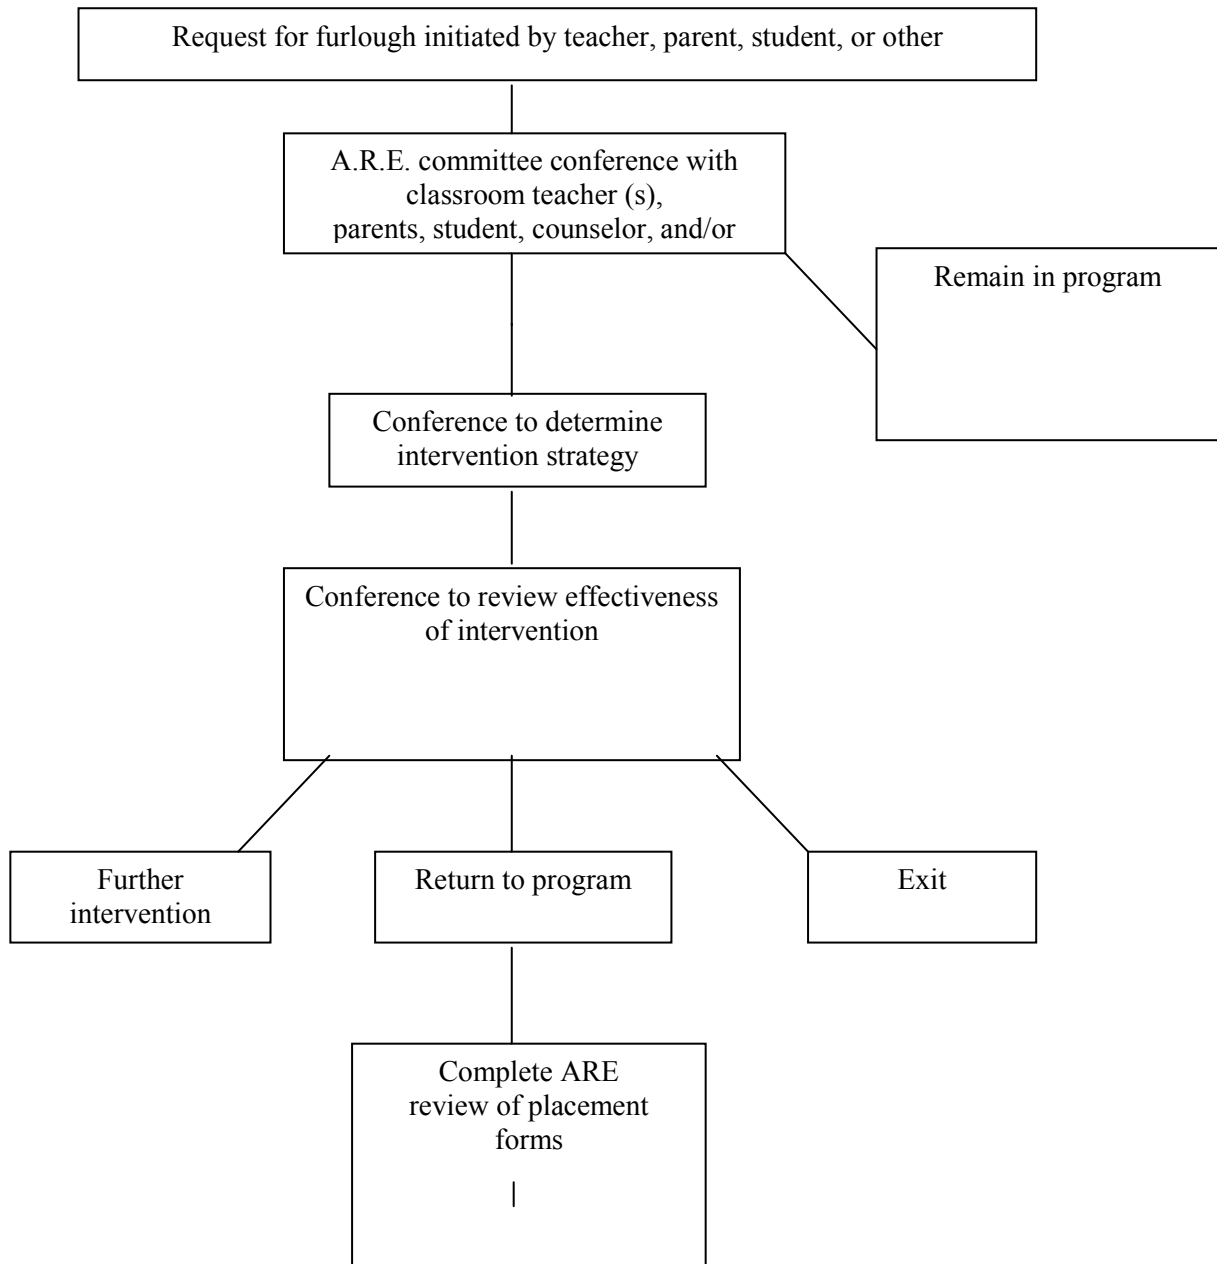 Request for furlough initiated by teacher, parent, student, or other
A.R.E. committee conference with
classroom teacher (s),
parents, student, counselor, and/or
Remain in program
Conference to determine
intervention strategy
Conference to review effectiveness
of intervention
Further
intervention
Return to program
Exit
Complete ARE
review of placement
forms